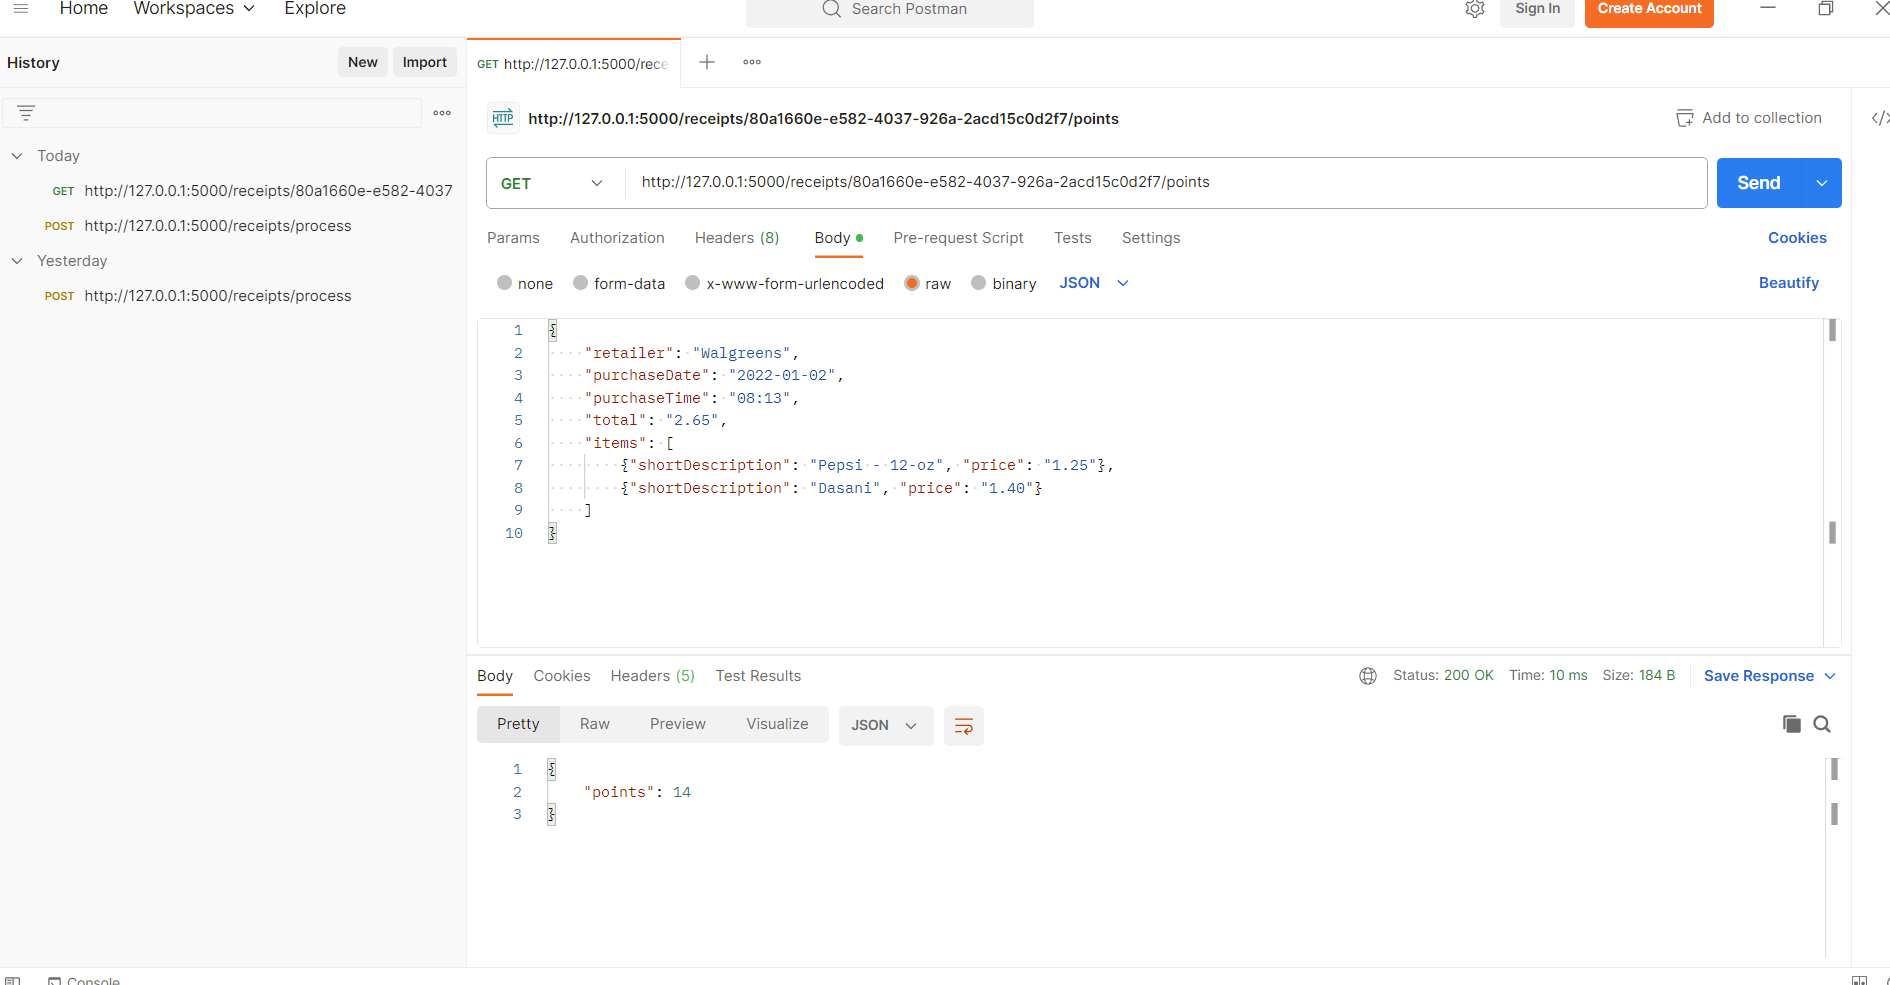 Home Workspaces Explore Search Postman Sign In Create Account
History New Import GET http://127.0.0.1:5000/rece
HTTP http://127.0.0.1:5000/receipts/80a1660e-e582-4037-926a-2acd15c0d2f7/points Add to collection
Today
GET http://127.0.0.1:5000/receipts/80a1660e-e582-4037
POST http://127.0.0.1:5000/receipts/process
Yesterday
POST http://127.0.0.1:5000/receipts/process
GET http://127.0.0.1:5000/receipts/80a1660e-e582-4037-926a-2acd15c0d2f7/points Send
Params Authorization Headers (8) Body Pre-request Script Tests Settings Cookies
none form-data x-www-form-urlencoded raw binary JSON Beautify
1 {
2 "retailer": "Walgreens",
3 "purchaseDate": "2022-01-02",
4 "purchaseTime": "08:13",
5 "total": "2.65",
6 "items": [
7 {"shortDescription": "Pepsi - 12-oz", "price": "1.25"},
8 {"shortDescription": "Dasani", "price": "1.40"}
9 ]
10 }
Body Cookies Headers (5) Test Results Status: 200 OK Time: 10 ms Size: 184 B Save Response
Pretty Raw Preview Visualize JSON
1 {
2 "points": 14
3 }
Console